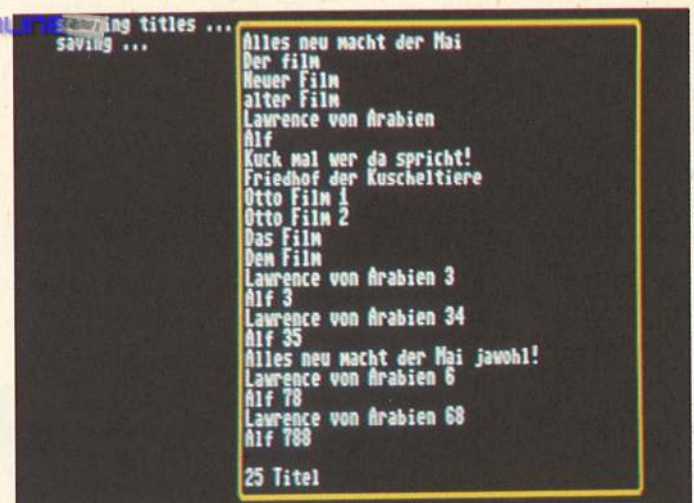 ing titles ...
saving ...
Alles neu macht der Mai
Der film
Neuer Film
alter Film
Lawrence von Arabien
Alf
Kuck mal wer da spricht!
Friedhof der Kuscheltiere
Otto Film 1
Otto Film 2
Das Film
Dem Film
Lawrence von Arabien 3
Alf 3
Lawrence von Arabien 34
Alf 35
Alles neu macht der Mai jawohl!
Lawrence von Arabien 6
Alf 78
Lawrence von Arabien 68
Alf 788
25 Titel